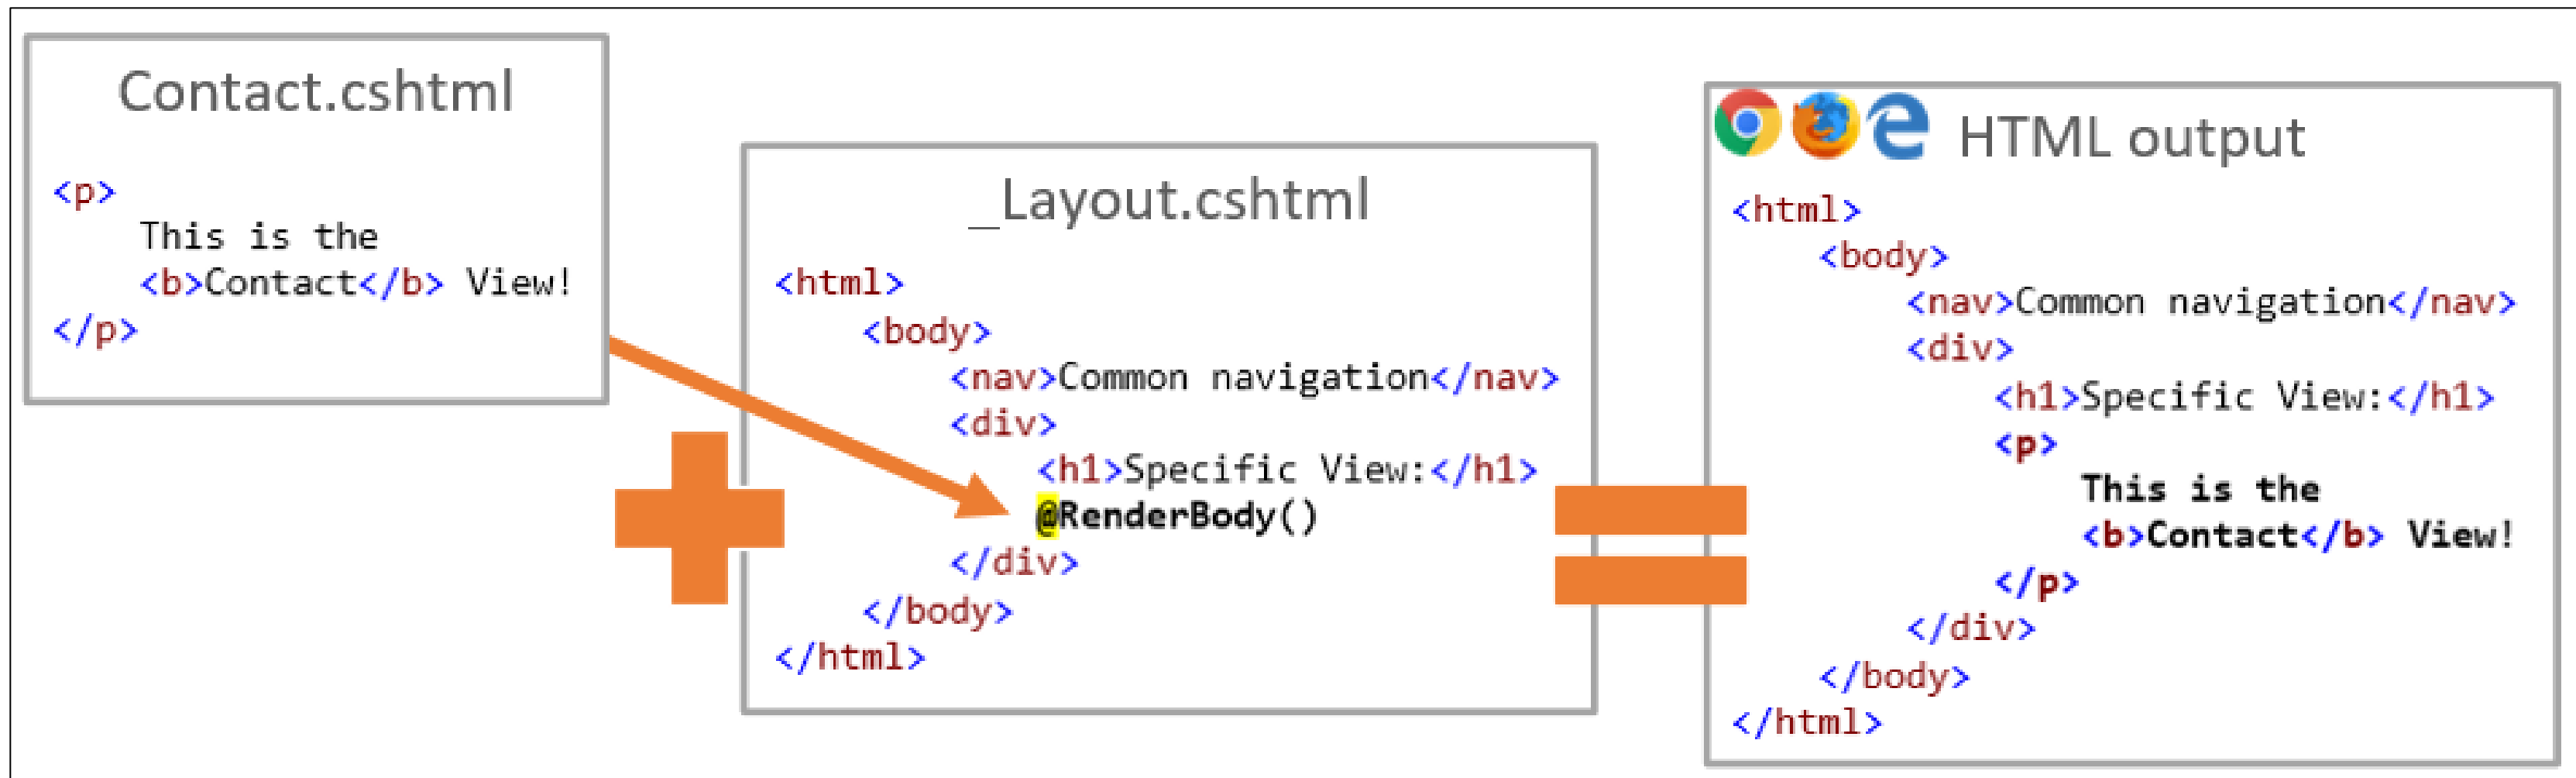 Contact.cshtml
<p>
This is the
<b>Contact</b> View!
</p>
_Layout.cshtml
<html>
<body>
<nav>Common navigation</nav>
<div>
<h1>Specific View:</h1>
@RenderBody()
</div>
</body>
</html>
HTML output
<html>
<body>
<nav>Common navigation</nav>
<div>
<h1>Specific View:</h1>
<p>
This is the
<b>Contact</b> View!
</p>
</div>
</body>
</html>